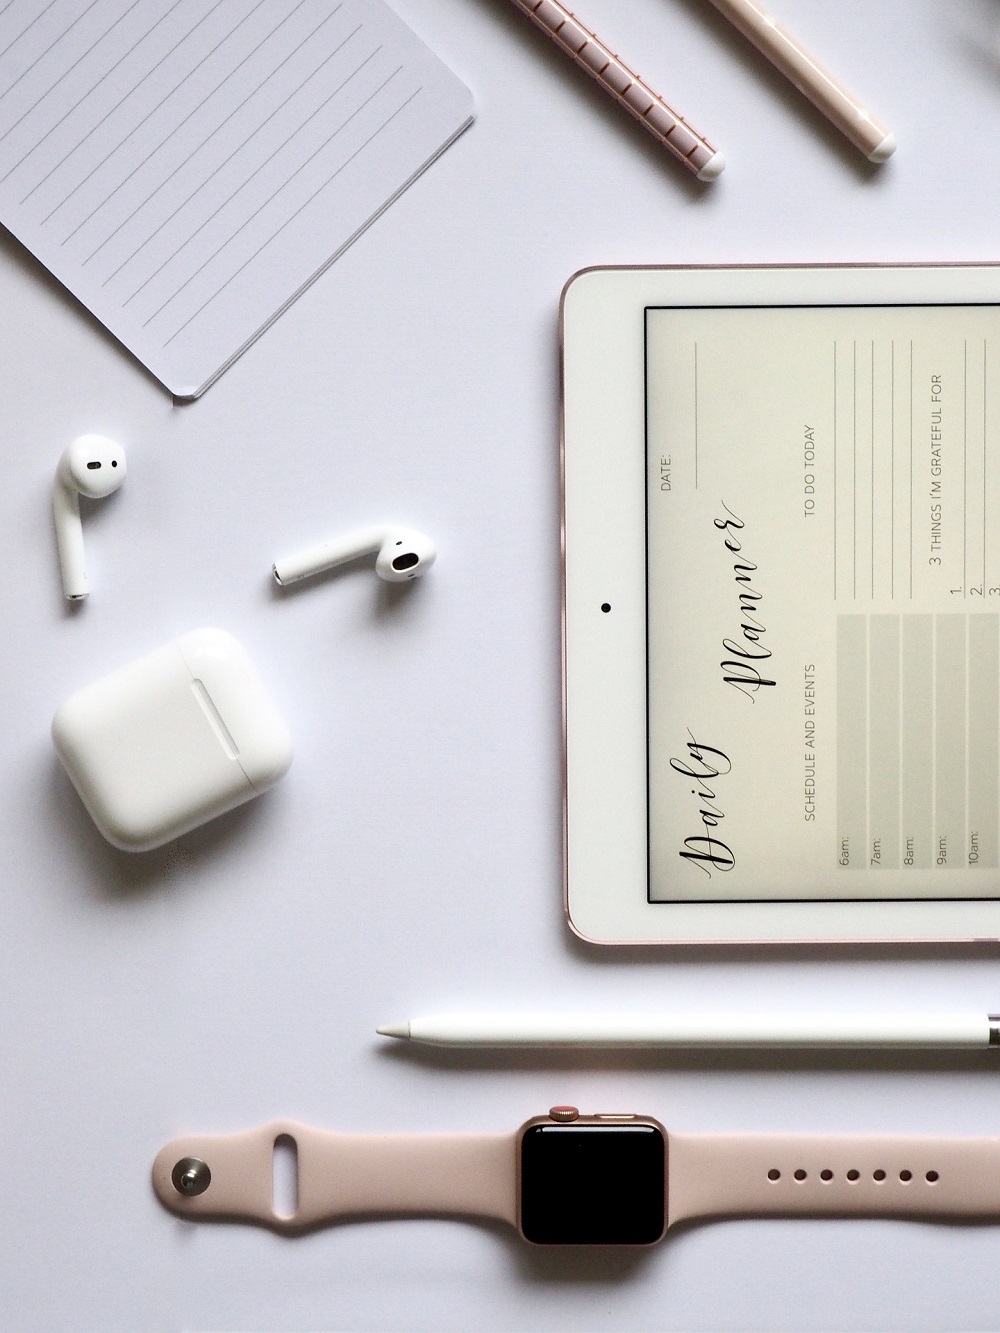 Daily
Planner
DATE:
SCHEDULE AND EVENTS
6am:
7am:
8am:
9am:
10am:
TO DO TODAY
3 THINGS I'M GRATEFUL FOR
1.
2.
3.